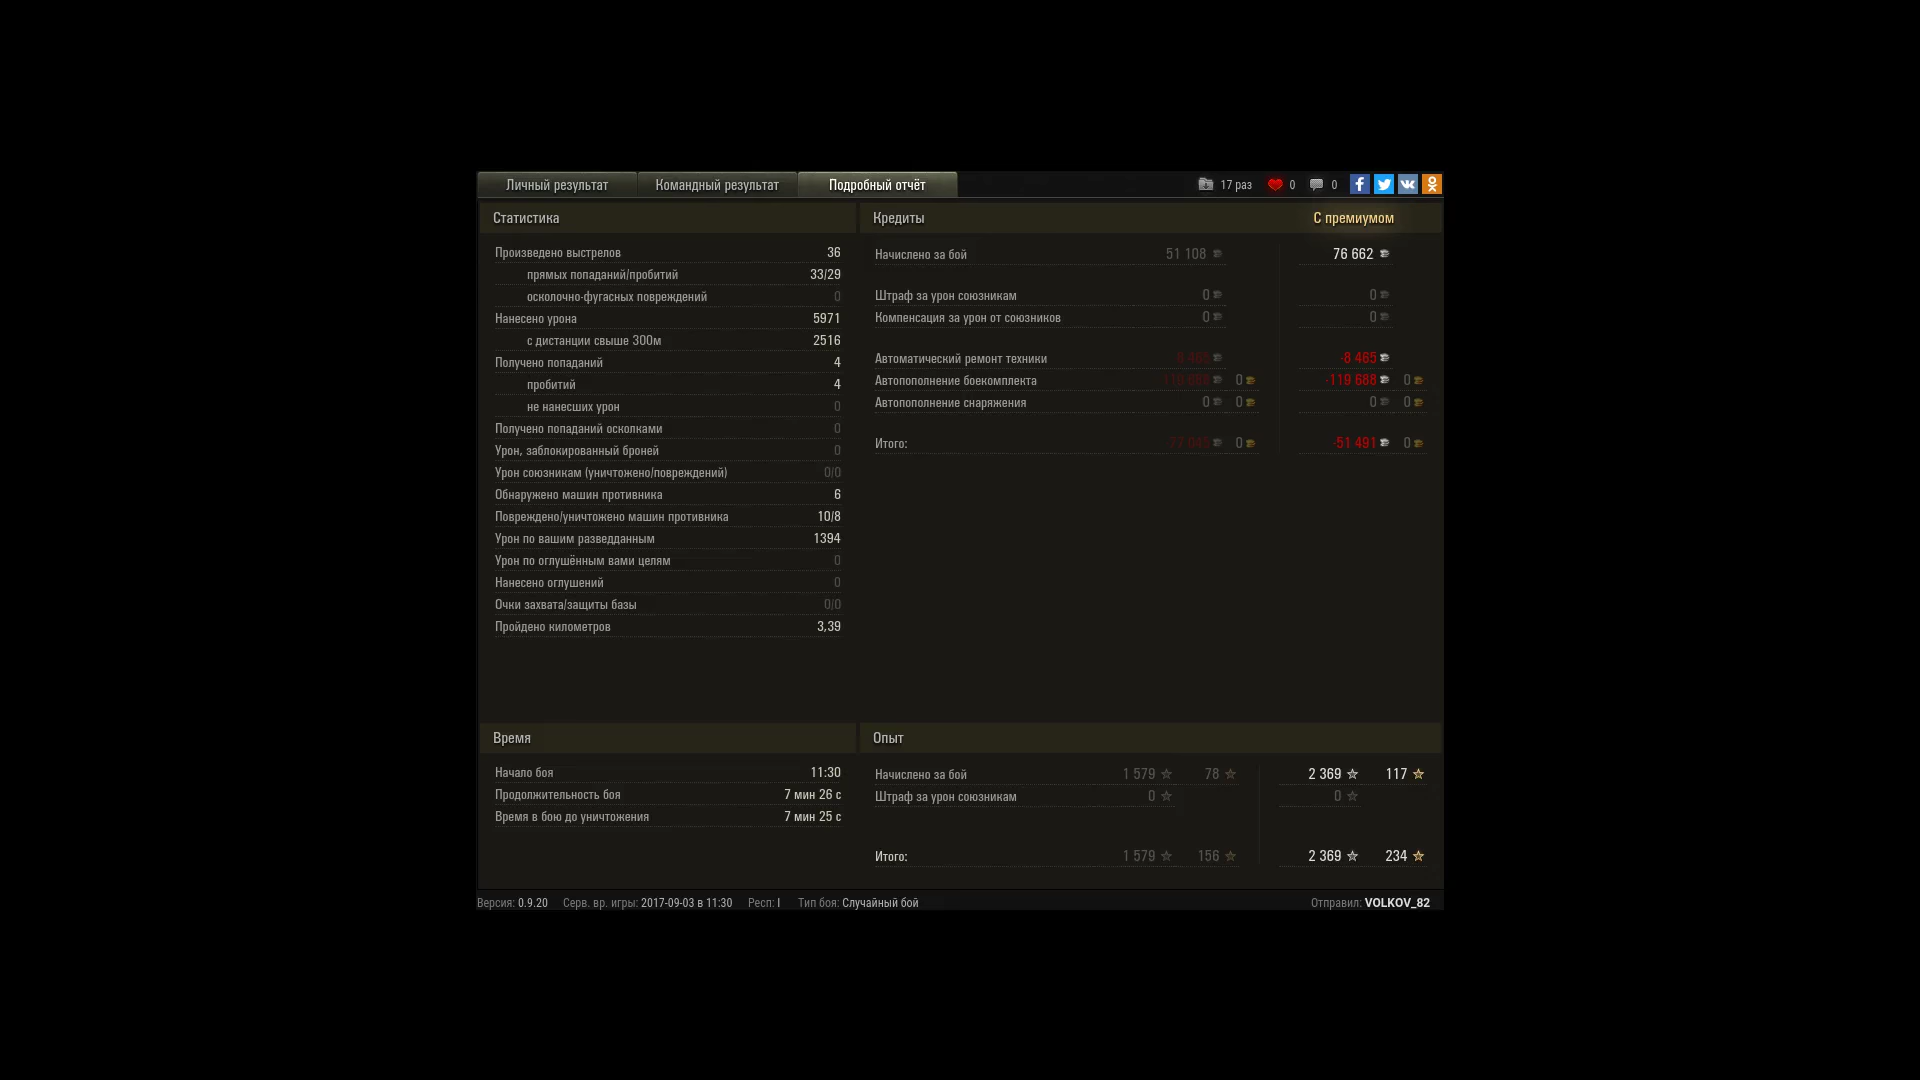 Личный результат Командный результат Подробный отчёт 17 раз 0 0
Статистика
Произведено выстрелов 36
прямых попаданий/пробитий 33/29
осколочно-фугасных повреждений 0
Нанесено урона 5971
с дистанции свыше 300м 2516
Получено попаданий 4
пробитий 4
не нанесших урон 0
Получено попаданий осколками 0
Урон, заблокированный броней 0
Урон союзникам (уничтожено/повреждений) 0/0
Обнаружено машин противника 6
Повреждено/уничтожено машин противника 10/8
Урон по вашим разведданным 1394
Урон по оглушённым вами целям 0
Нанесено оглушений 0
Очки захвата/защиты базы 0/0
Пройдено километров 3,39
Кредиты С премиумом
Начислено за бой 51 108 76 662
Штраф за урон союзникам 0 0
Компенсация за урон от союзников 0 0
Автоматический ремонт техники -8 465
Автопополнение боекомплекта 0 -119 688 0
Автопополнение снаряжения 0 0 0 0
Итого: 0 -51 491 0
Время
Начало боя 11:30
Продолжительность боя 7 мин 26 с
Время в бою до уничтожения 7 мин 25 с
Опыт
Начислено за бой 1 579 78 2 369 117
Штраф за урон союзникам 0 0
Итого: 1 579 156 2 369 234
Версия: 0.9.20 Серв. вр. игры: 2017-09-03 в 11:30 Респ: I Тип боя: Случайный бой Отправил: VOLKOV_82